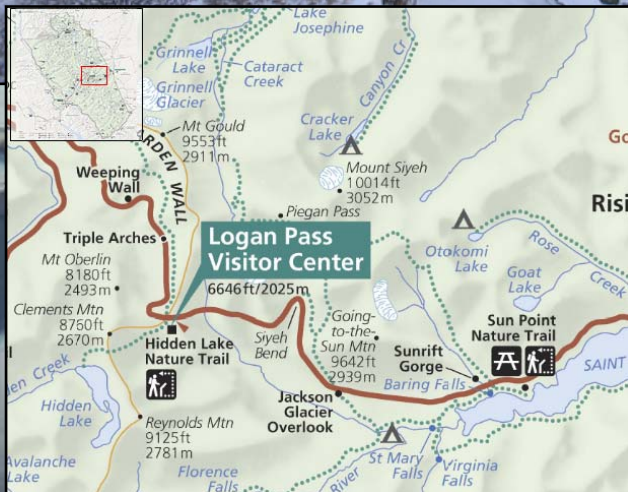 Lake
Josephine
Grinnell
Lake
Cataract
Creek
Canyon Cr
Grinnell
Glacier
Cracker
Lake
Mt Gould
9553ft
2911m
RDEN WALL
Mount Siyeh
10014ft
3052m
Go
Weeping
Wall
Piegan Pass
Risi
Triple Arches
Logan Pass
Visitor Center
6646ft/2025m
Otokomi
Lake
Rose
Creek
Mt Oberlin
8180ft
2493m
Goat
Lake
Clements Mtn
8760ft
2670m
Going-
to-the-
Sun Mtn
9642ft
2939m
Sun Point
Nature Trail
Siyeh
Bend
Hidden Lake
Nature Trail
Sunrift
Gorge
SAINT
l
en Creek
Baring Falls
Jackson
Glacier
Overlook
Hidden
Lake
Reynolds Mtn
9125ft
2781m
St Mary
Falls
Virginia
Falls
Avalanche
Lake
Florence
Falls
River